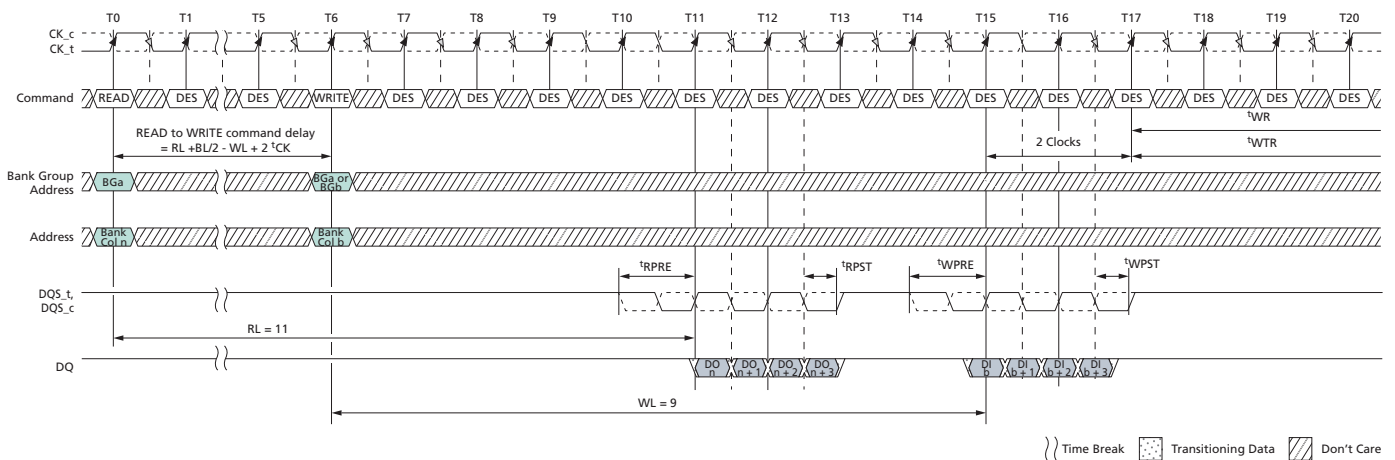 T0 T1 T5 T6 T7 T8 T9 T10 T11 T12 T13 T14 T15 T16 T17 T18 T19 T20
CK_c
CK_t
Command READ DES DES WRITE DES DES DES DES DES DES DES DES DES DES DES DES DES DES
READ to WRITE command delay
= RL +BL/2 - WL + 2 tCK
tWR
2 Clocks
tWTR
Bank Group
Address
BGa
BGa or
BGb
Address
Bank
Col n
Bank
Col b
tRPRE tRPST tWPRE tWPST
DQS_t,
DQS_c
RL = 11
DQ
DO
n
DO
n + 1
DO
n + 2
DO
n + 3
DI
b
DI
b + 1
DI
b + 2
DI
b + 3
WL = 9
Time Break Transitioning Data Don't Care